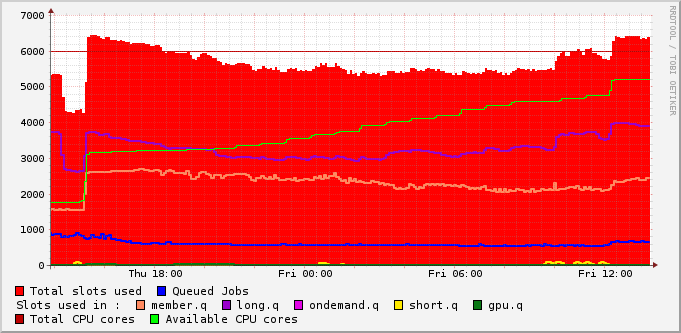 7000
6000
5000
4000
3000
2000
1000
0
Thu 18:00 Fri 00:00 Fri 06:00 Fri 12:00
Total slots used Queued Jobs
Slots used in : member.q long.q ondemand.q short.q gpu.q
Total CPU cores Available CPU cores
RRDTOOL / TOBI OETIKER